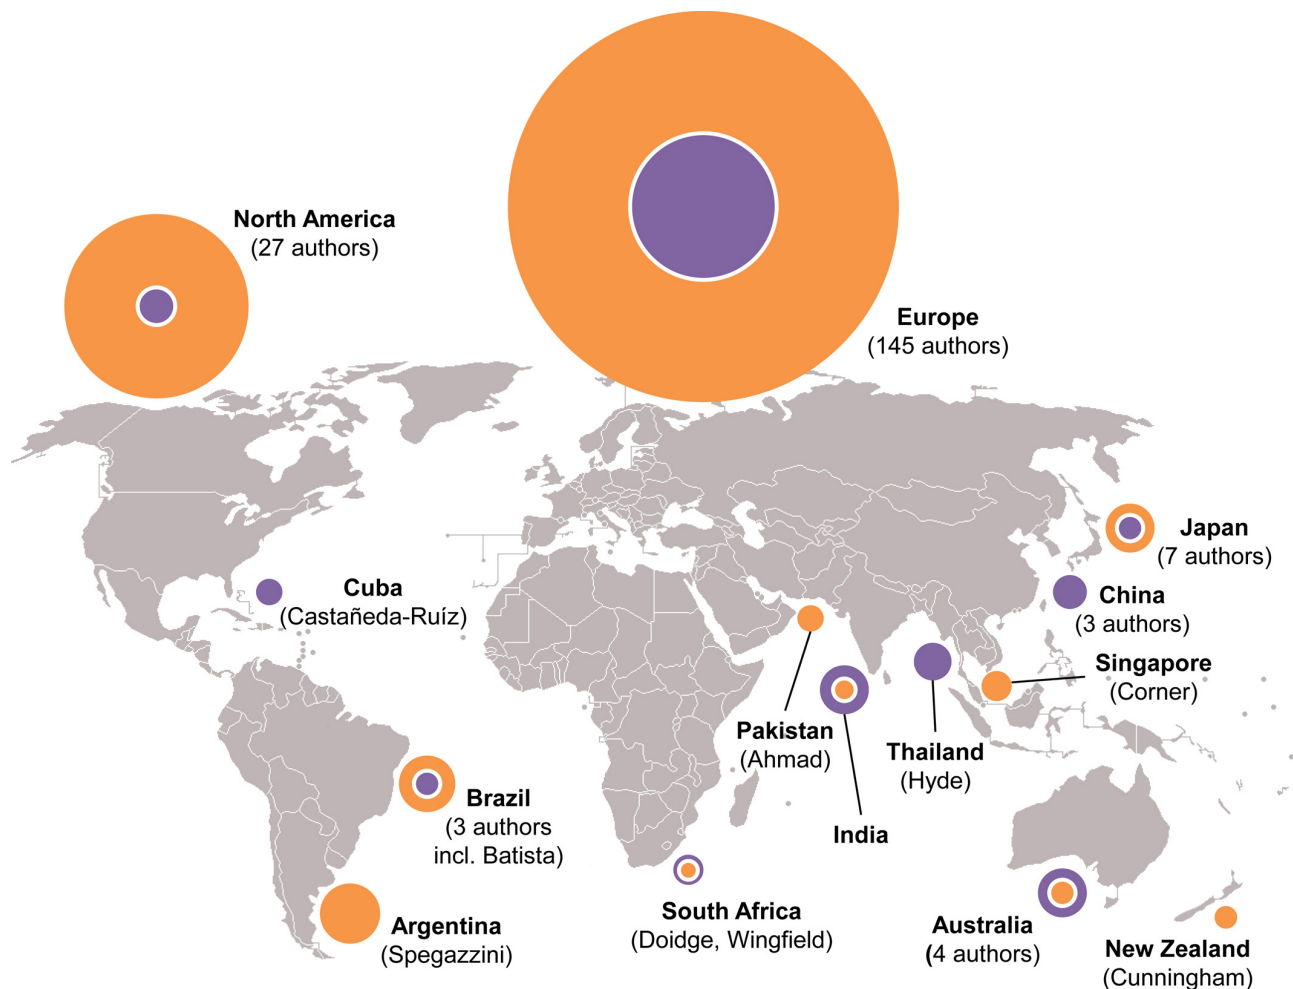 North America
(27 authors)
Europe
(145 authors)
Japan
(7 authors)
Cuba
(Castañeda-Ruíz)
China
(3 authors)
Singapore
(Corner)
Pakistan
(Ahmad)
Thailand
(Hyde)
India
Brazil
(3 authors
incl. Batista)
Argentina
(Spegazzini)
South Africa
(Doidge, Wingfield)
Australia
(4 authors)
New Zealand
(Cunningham)